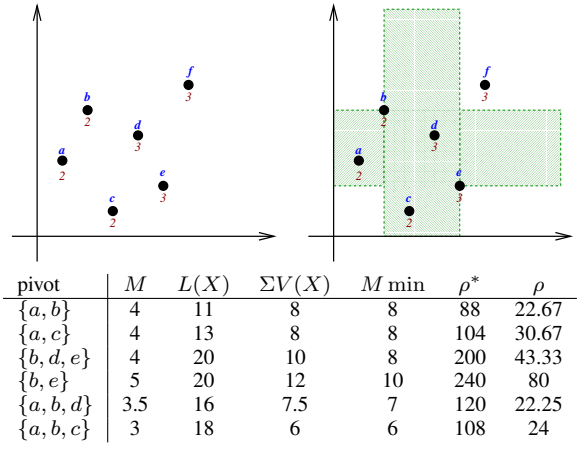 f
3
b
2
d
3
a
2
e
3
c
2
f
3
b
2
d
3
a
2
e
3
c
2
pivot M L(X) ΣV(X) M min ρ* ρ
{a, b} 4 11 8 8 88 22.67
{a, c} 4 13 8 8 104 30.67
{b, d, e} 4 20 10 8 200 43.33
{b, e} 5 20 12 10 240 80
{a, b, d} 3.5 16 7.5 7 120 22.25
{a, b, c} 3 18 6 6 108 24